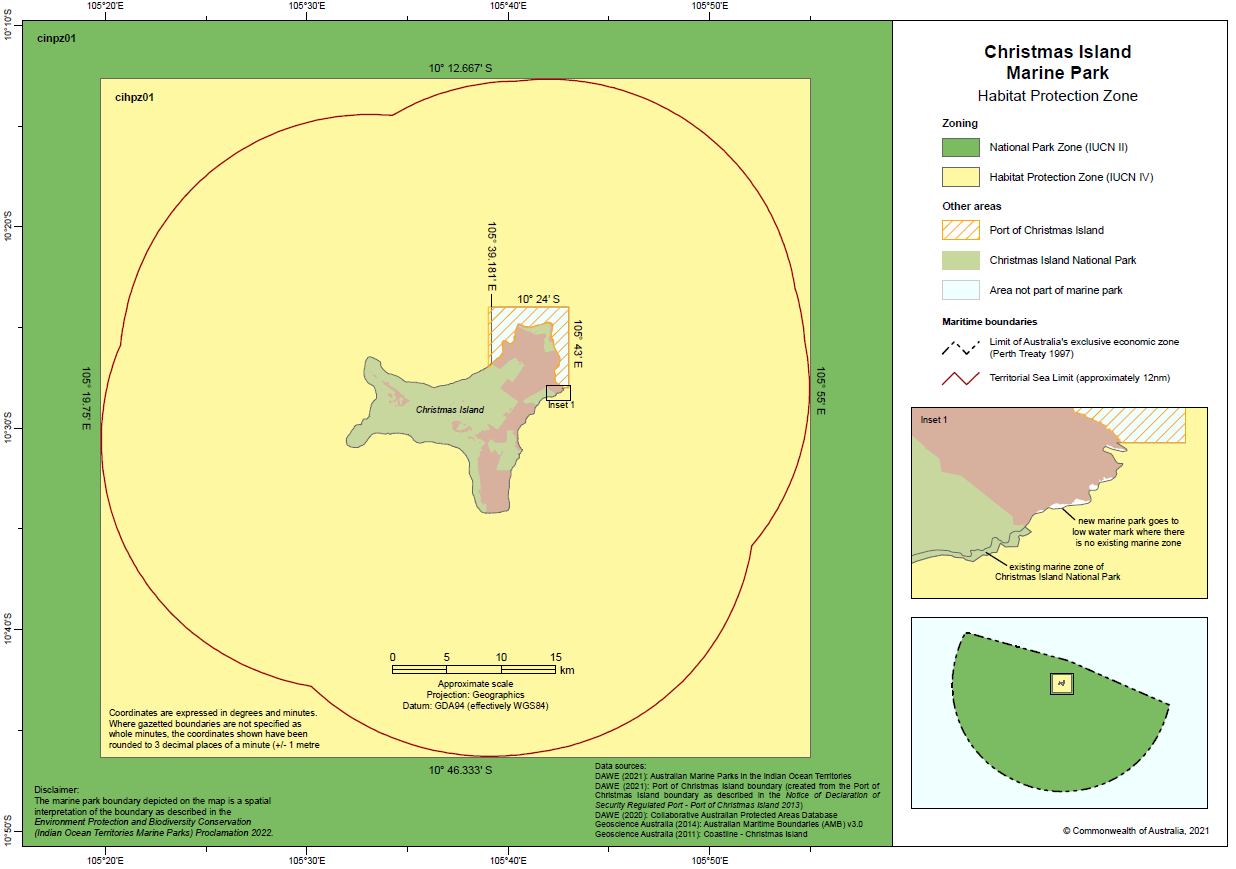 105°20'E
105°30'E
105°40'E
105°50'E
10°10'S
10°20'S
10°30'S
10°40'S
10°50'S
cinpz01
10° 12.667' S
cihpz01
105° 39.181' E
10° 24' S
105° 43' E
105° 19.75' E
105° 55' E
Christmas Island
Inset 1
0 5 10 15
km
Approximate scale
Projection: Geographics
Datum: GDA94 (effectively WGS84)
Coordinates are expressed in degrees and minutes.
Where gazetted boundaries are not specified as
whole minutes, the coordinates shown have been
rounded to 3 decimal places of a minute (+/- 1 metre
10° 46.333' S
Disclaimer:
The marine park boundary depicted on the map is a spatial
interpretation of the boundary as described in the
Environment Protection and Biodiversity Conservation
(Indian Ocean Territories Marine Parks) Proclamation 2022.
Data sources:
DAWE (2021): Australian Marine Parks in the Indian Ocean Territories
DAWE (2021): Port of Christmas Island boundary (created from the Port of
Christmas Island boundary as described in the Notice of Declaration of
Security Regulated Port - Port of Christmas Island 2013)
DAWE (2020): Collaborative Australian Protected Areas Database
Geoscience Australia (2014): Australian Maritime Boundaries (AMB) v3.0
Geoscience Australia (2011): Coastline - Christmas Island
105°20'E
105°30'E
105°40'E
105°50'E
Christmas Island
Marine Park
Habitat Protection Zone
Zoning
National Park Zone (IUCN II)
Habitat Protection Zone (IUCN IV)
Other areas
Port of Christmas Island
Christmas Island National Park
Area not part of marine park
Maritime boundaries
Limit of Australia's exclusive economic zone
(Perth Treaty 1997)
Territorial Sea Limit (approximately 12nm)
Inset 1
new marine park goes to
low water mark where there
is no existing marine zone
existing marine zone of
Christmas Island National Park
© Commonwealth of Australia, 2021